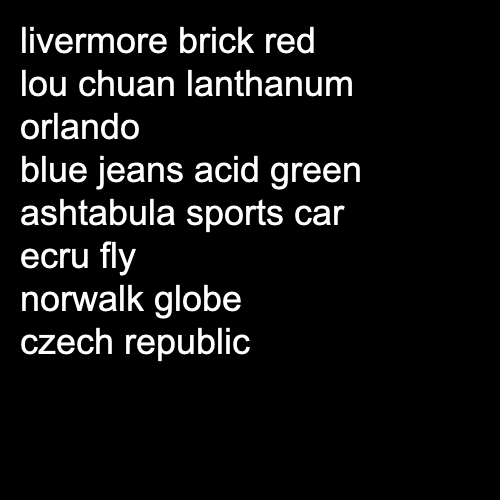 livermore brick red
lou chuan lanthanum
orlando
blue jeans acid green
ashtabula sports car
ecru fly
norwalk globe
czech republic